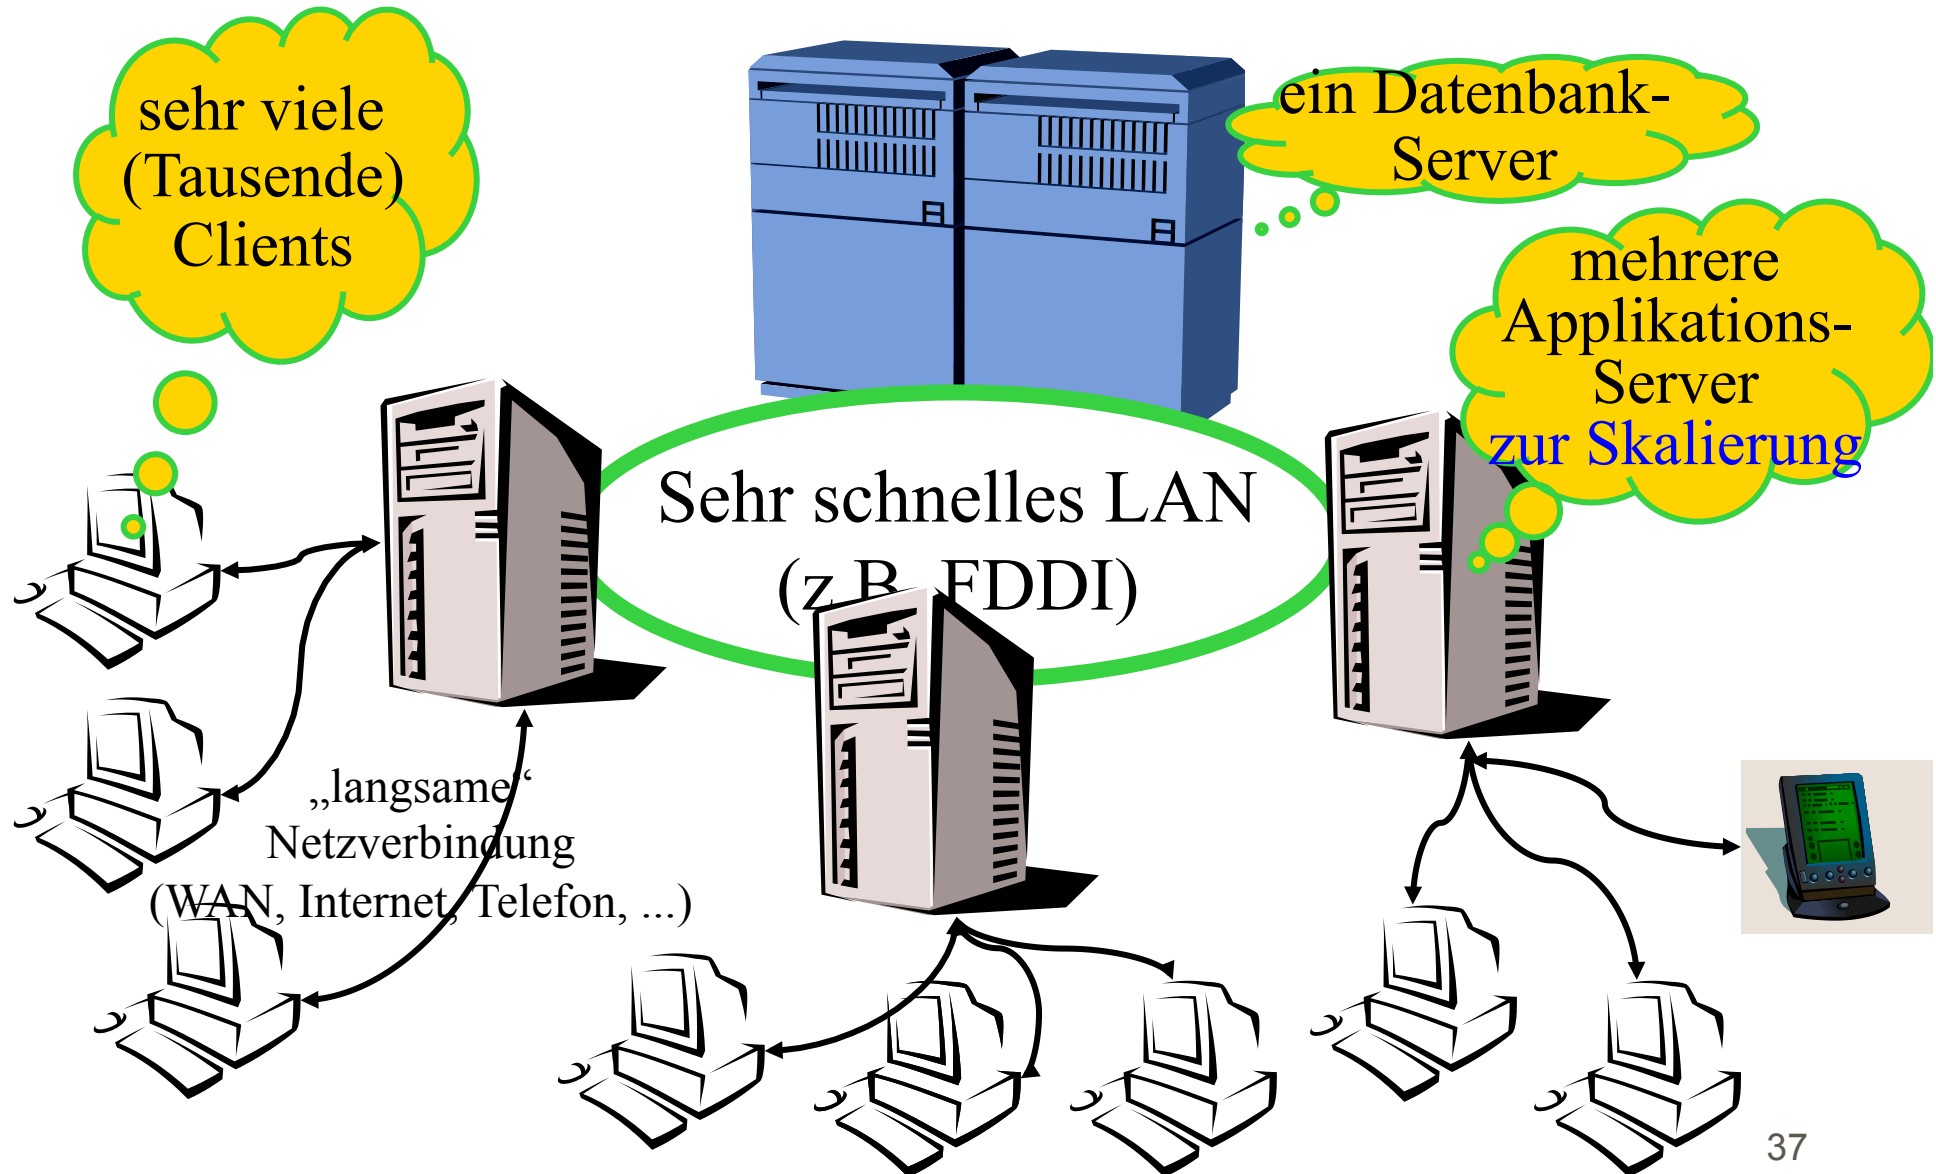 sehr viele
(Tausende)
Clients
ein Datenbank-
Server
mehrere
Applikations-
Server
zur Skalierung
Sehr schnelles LAN
(z.B. FDDI)
„langsame“
Netzverbindung
(WAN, Internet, Telefon, ...)
37